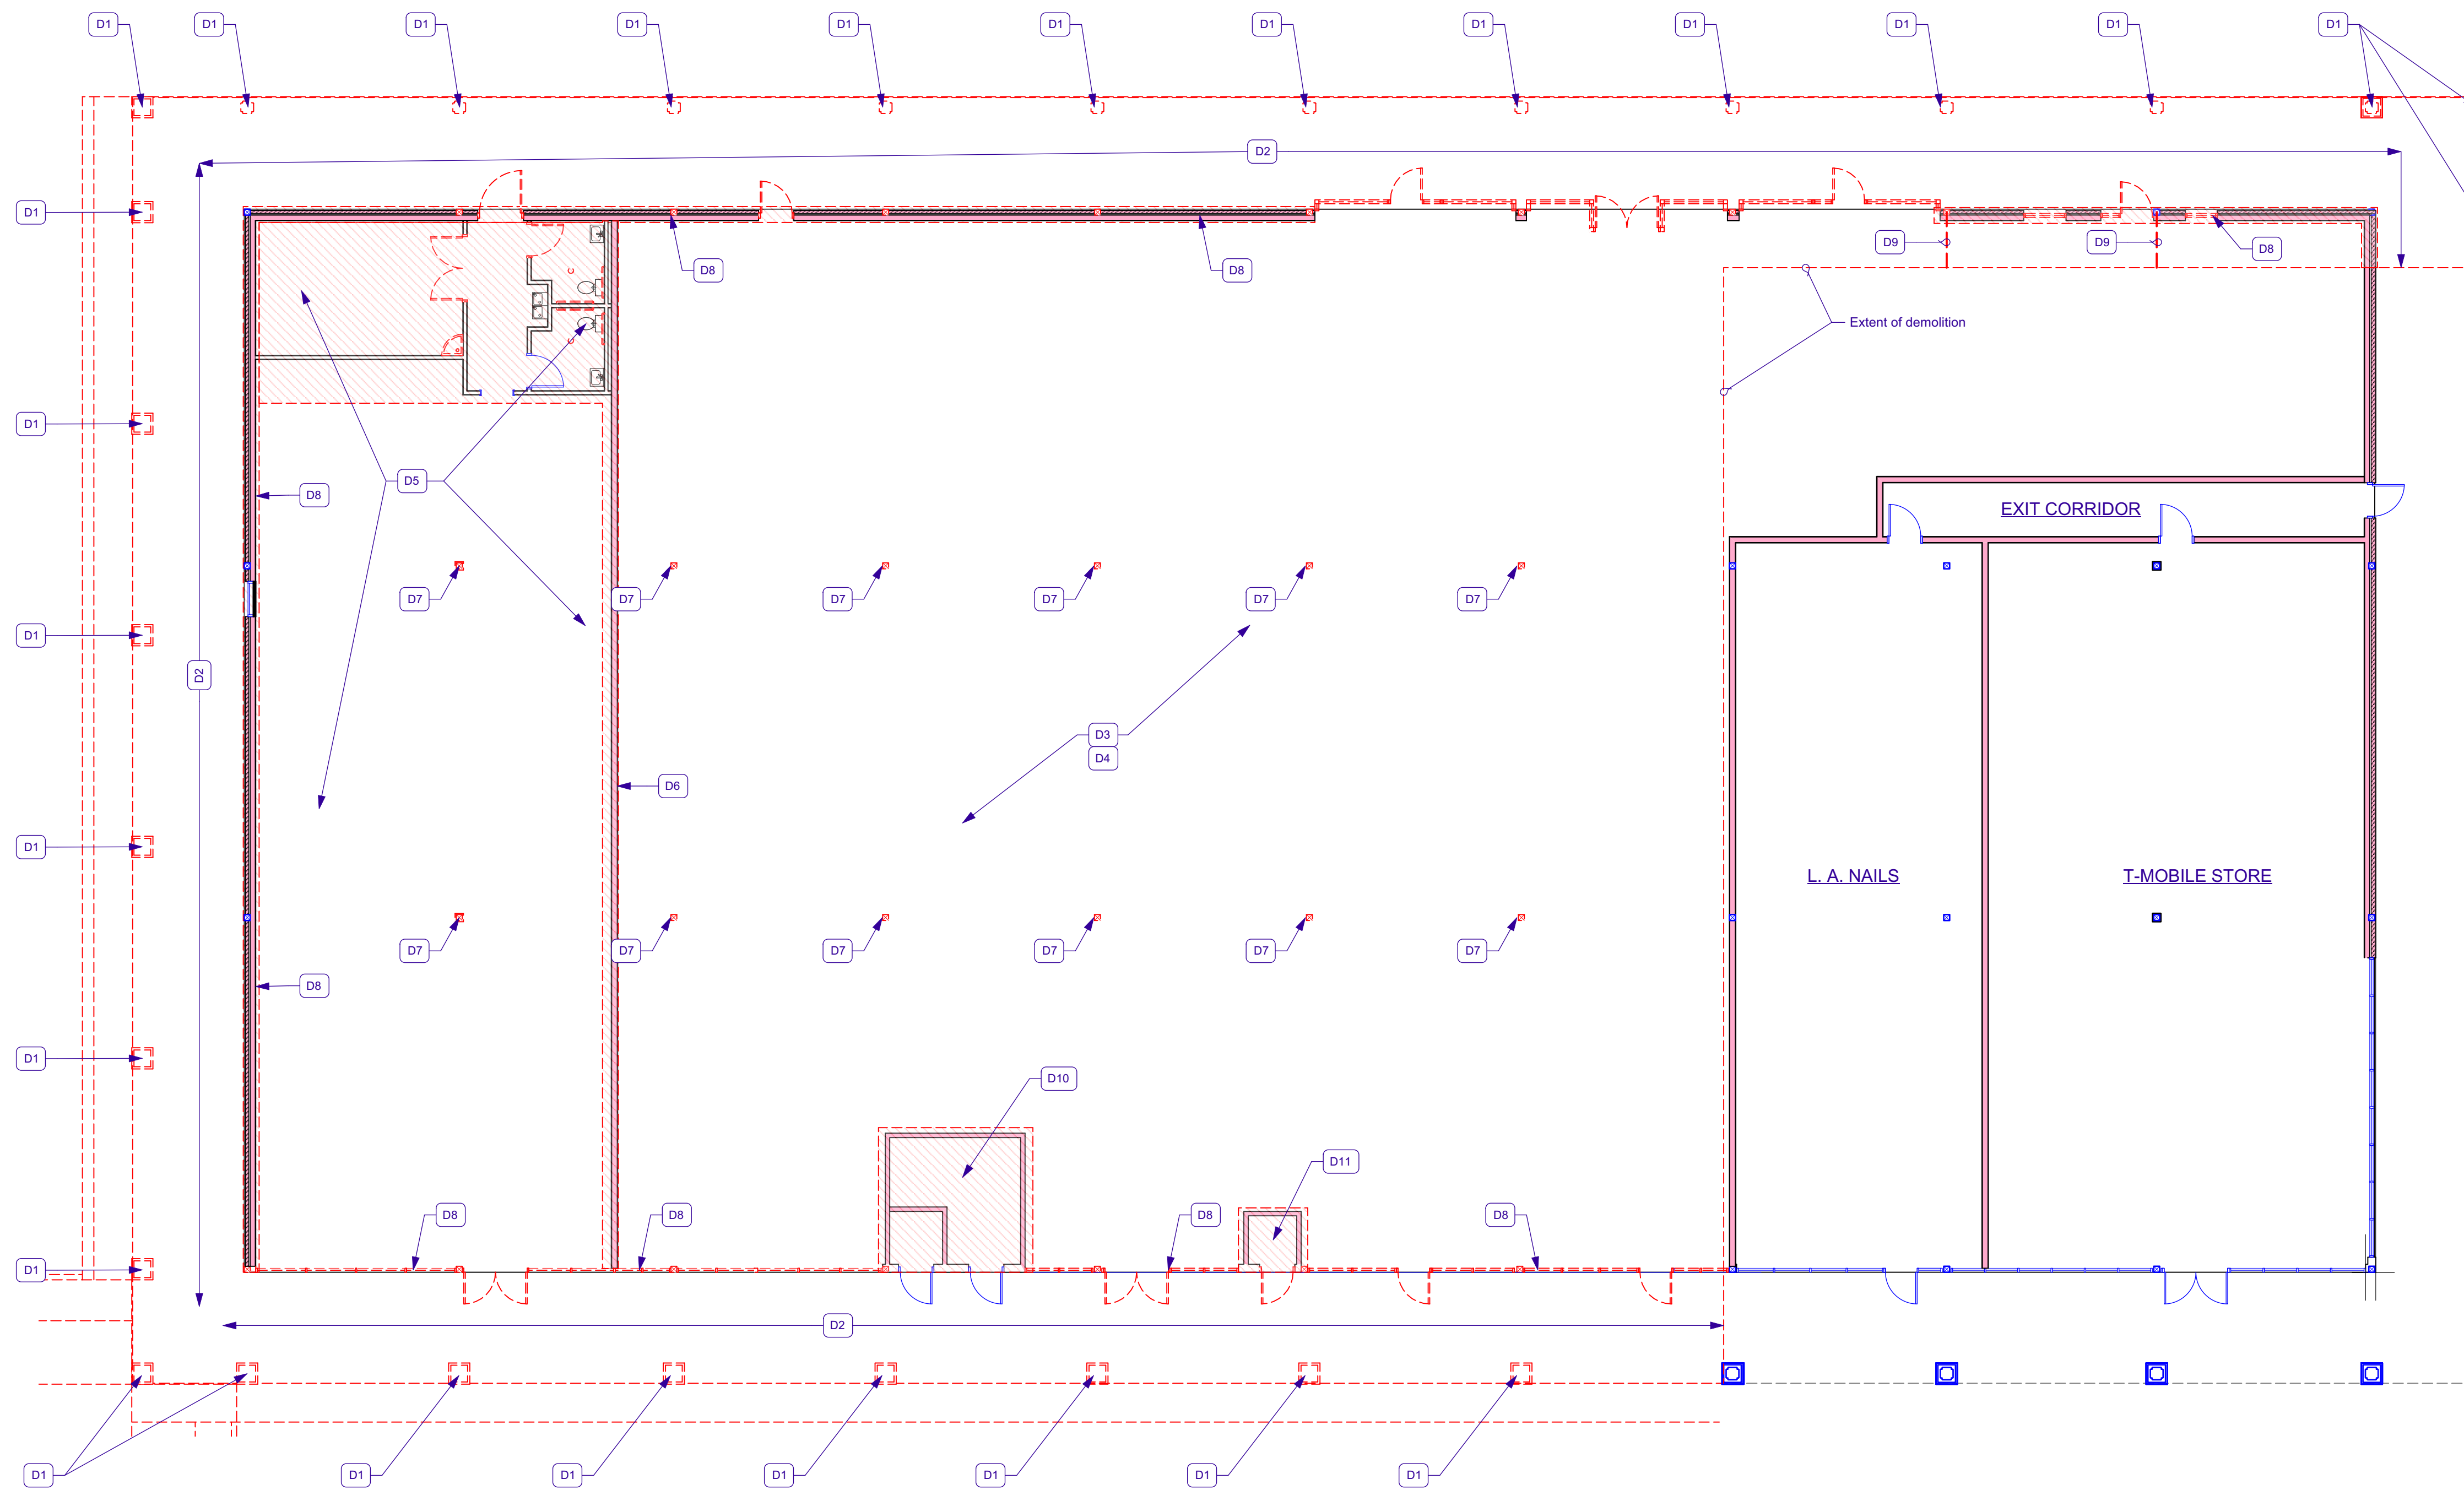 D1 D1 D1 D1 D1 D1 D1 D1 D1 D1 D1 D1
D2
D1
D9 D9 D8
D8 D8
Extent of demolition
D1
D5
D8
EXIT CORRIDOR
D7 D7 D7 D7 D7 D7
D1
D2
D3
D4
D6
D1
L. A. NAILS T-MOBILE STORE
D7 D7 D7 D7 D7 D7
D8
D1
D10
D11
D8 D8 D8 D8
D1
D2
D1 D1 D1 D1 D1 D1 D1